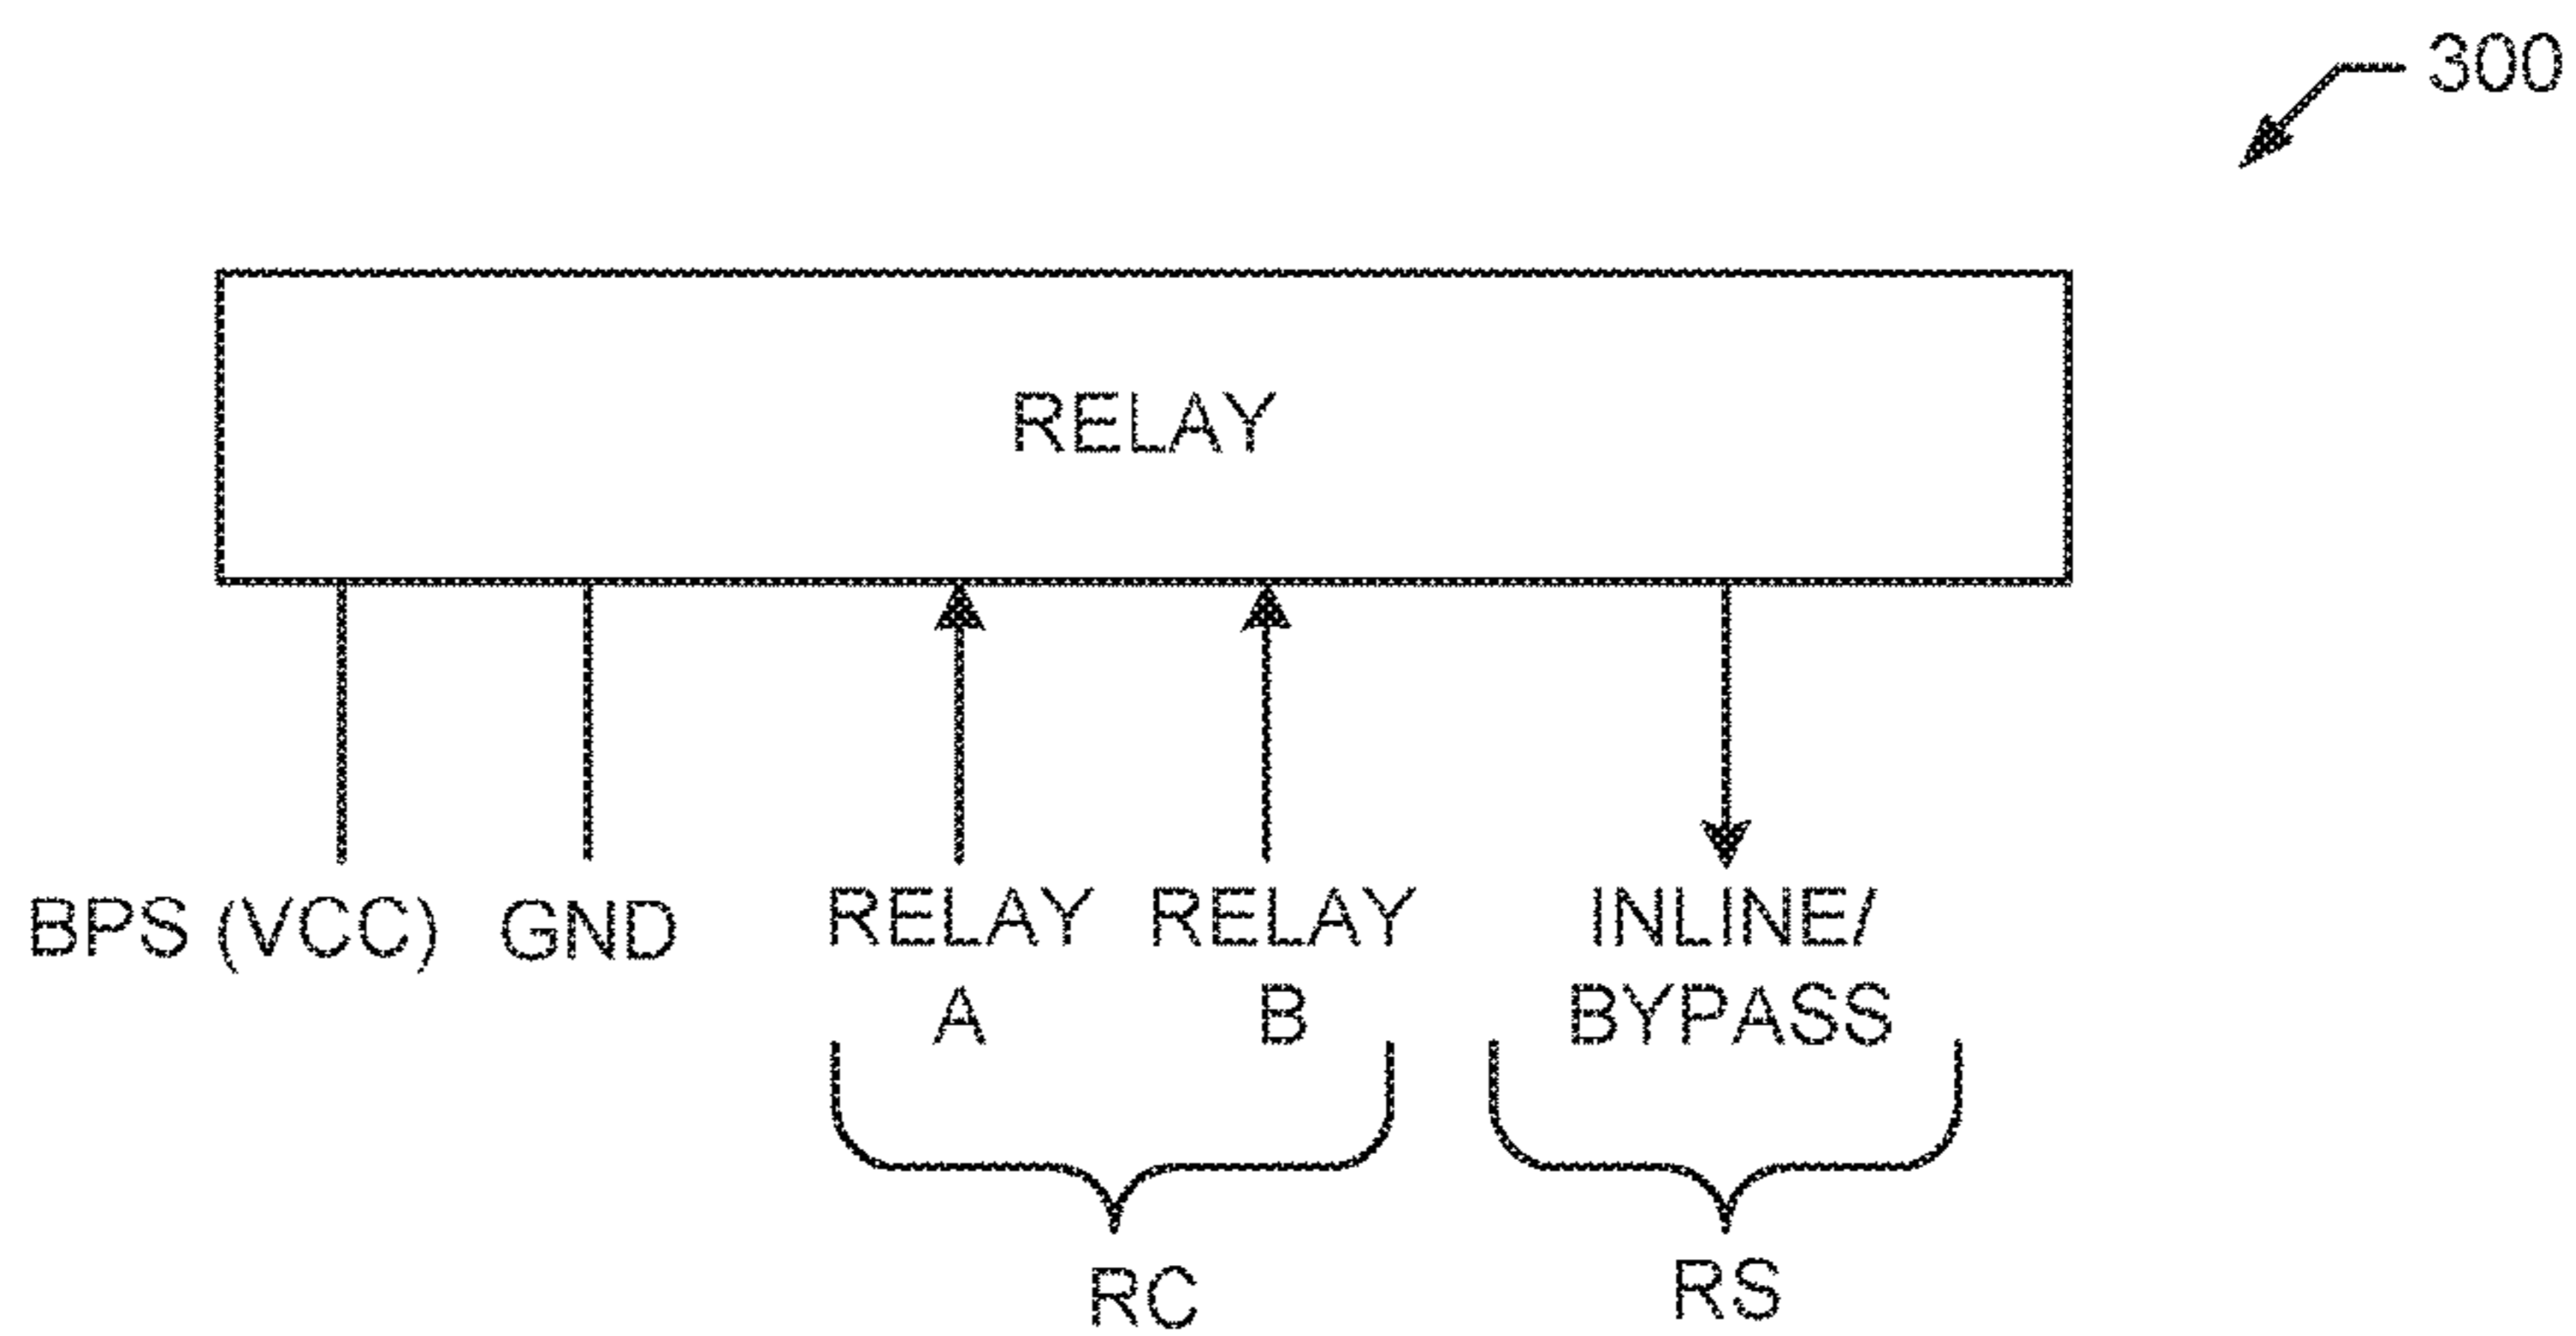 300
RELAY
BPS (VCC) GND RELAY RELAY INLINE/
A B BYPASS
RC RS